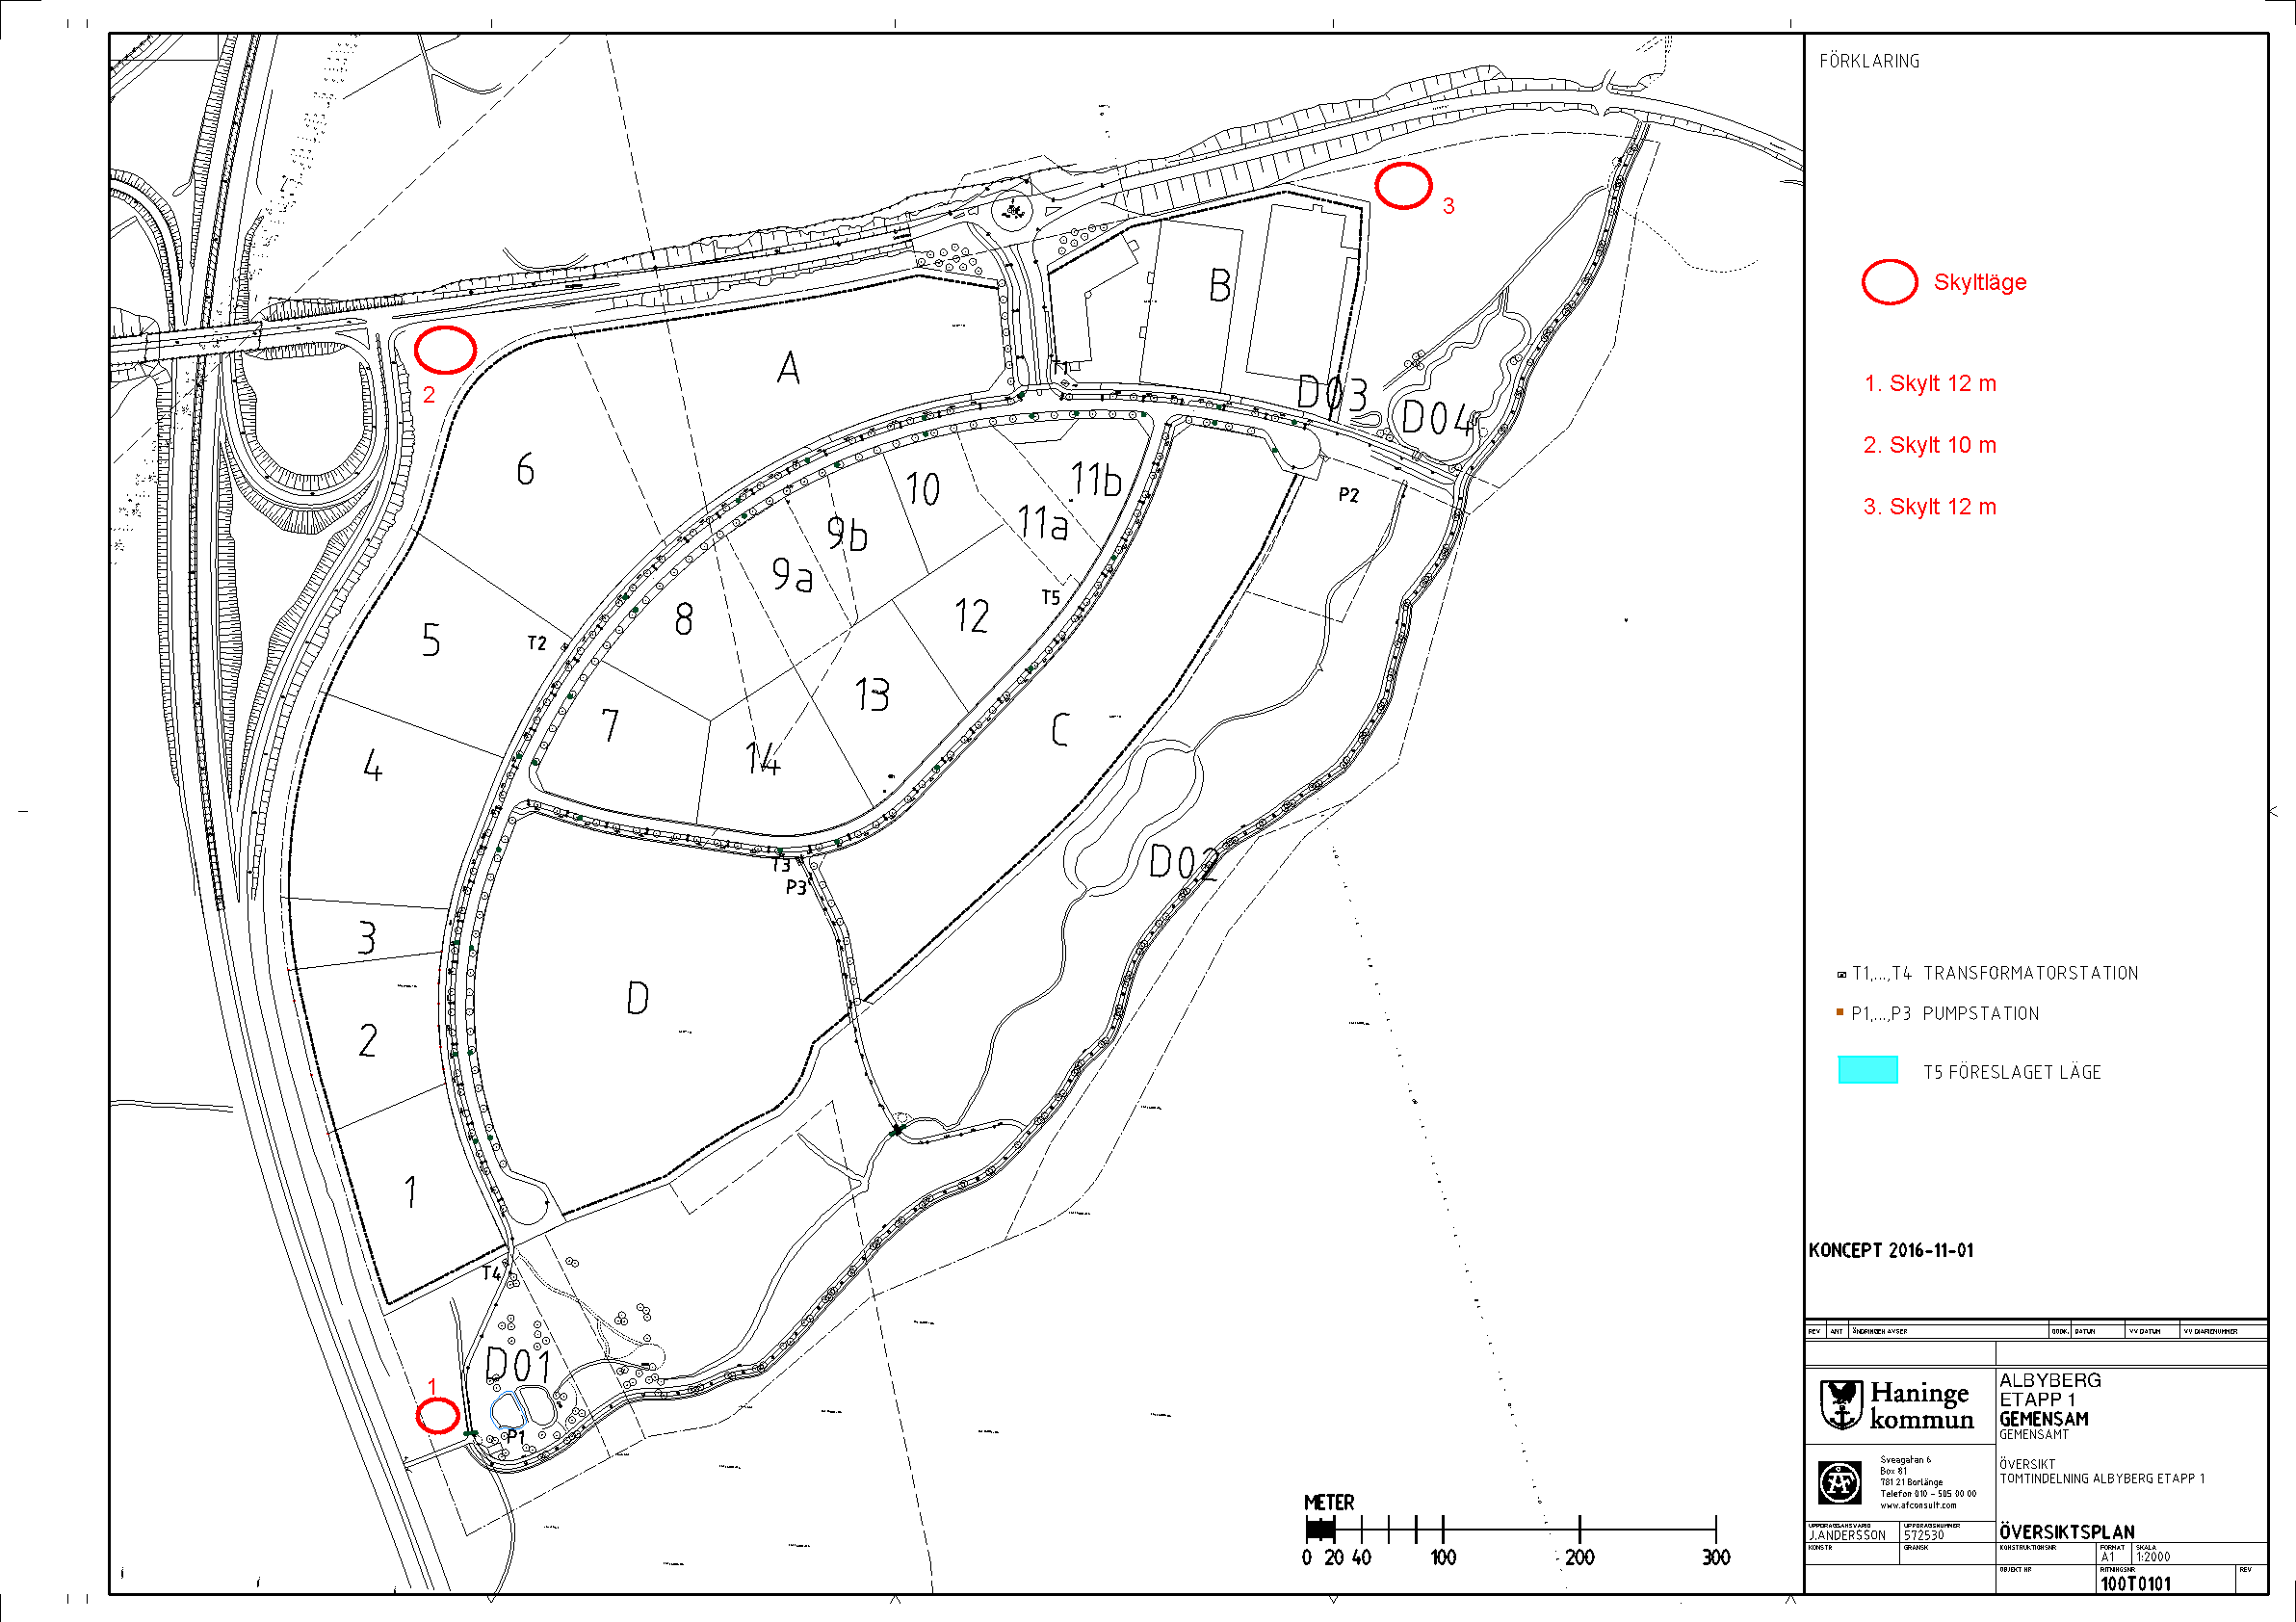 FÖRKLARING
3
Skyltläge
B
2
A
T1
1. Skylt 12 m
D03
D04
2. Skylt 10 m
6
10
11b
P2
3. Skylt 12 m
9b
11a
9a
T5
8
12
5
T2
13
7
C
14
4
D02
T3
P3
3
T1,...,T4 TRANSFORMATORSTATION
D
P1,...,P3 PUMPSTATION
2
T5 FÖRESLAGET LÄGE
1
KONCEPT 2016-11-01
T4
REV ANT ÄNDRINGEN AVSER GODK. DATUM VV DATUM VV DIARIENUMMER
D01
1
P1
Haninge
kommun
ALBYBERG
ETAPP 1
GEMENSAM
GEMENSAMT
ÖVERSIKT
TOMTINDELNING ALBYBERG ETAPP 1
ÅF
Sveagatan 6
Box 81
781 21 Borlänge
Telefon 010 - 505 00 00
www.afconsult.com
METER
0 20 40 100 200 300
UPPDRAGSANSVARIG
J.ANDERSSON
UPPDRAGSNUMMER
572530
ÖVERSIKTSPLAN
KONSTR
GRANSK
KONSTRUKTIONSNR
FORMAT
A1
SKALA
1:2000
OBJEKT NR
RITNINGSNR
100T0101
REV